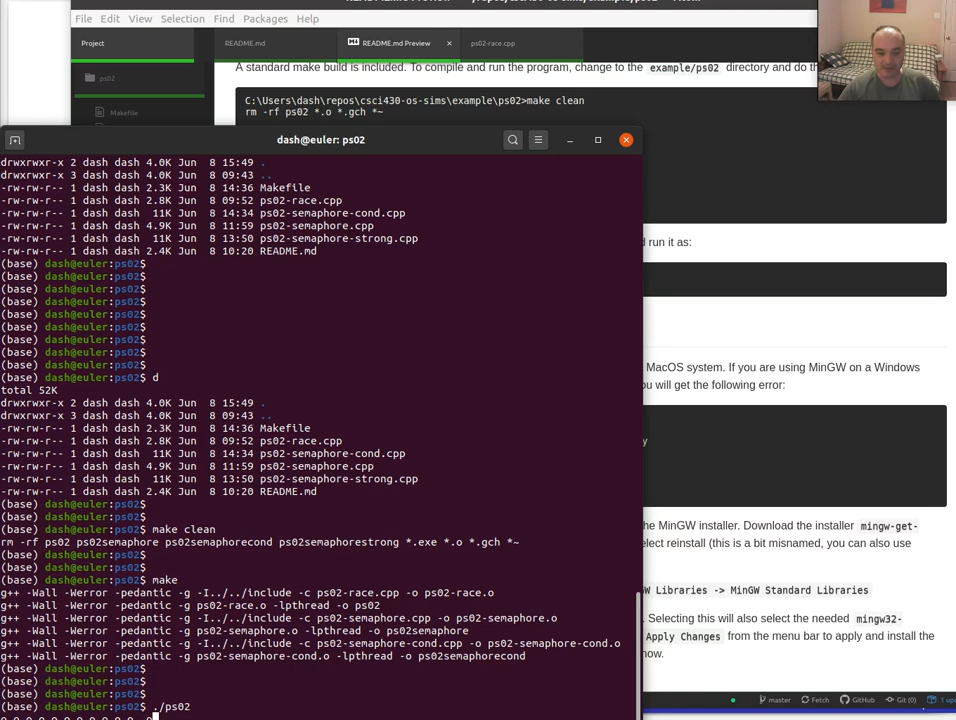 File Edit View Selection Find Packages Help
Project
README.md
README.md Preview ×
ps02-race.cpp
ps02
Makefile
A standard make build is included. To compile and run the program, change to the example/ps02 directory and do th
C:\Users\dash\repos\csci430-os-sims\example\ps02>make clean
rm -rf ps02 *.o *.gch *~
dash@euler: ps02
drwxrwxr-x 2 dash dash 4.0K Jun 8 15:49 .
drwxrwxr-x 3 dash dash 4.0K Jun 8 09:43 ..
-rw-rw-r-- 1 dash dash 2.3K Jun 8 14:36 Makefile
-rw-rw-r-- 1 dash dash 2.8K Jun 8 09:52 ps02-race.cpp
-rw-rw-r-- 1 dash dash 11K Jun 8 14:34 ps02-semaphore-cond.cpp
-rw-rw-r-- 1 dash dash 4.9K Jun 8 11:59 ps02-semaphore.cpp
-rw-rw-r-- 1 dash dash 11K Jun 8 13:50 ps02-semaphore-strong.cpp
-rw-rw-r-- 1 dash dash 2.4K Jun 8 10:20 README.md
(base) dash@euler:ps02$
(base) dash@euler:ps02$
(base) dash@euler:ps02$
(base) dash@euler:ps02$
(base) dash@euler:ps02$
(base) dash@euler:ps02$
(base) dash@euler:ps02$
(base) dash@euler:ps02$
(base) dash@euler:ps02$
(base) dash@euler:ps02$ d
total 52K
drwxrwxr-x 2 dash dash 4.0K Jun 8 15:49 .
drwxrwxr-x 3 dash dash 4.0K Jun 8 09:43 ..
-rw-rw-r-- 1 dash dash 2.3K Jun 8 14:36 Makefile
-rw-rw-r-- 1 dash dash 2.8K Jun 8 09:52 ps02-race.cpp
-rw-rw-r-- 1 dash dash 11K Jun 8 14:34 ps02-semaphore-cond.cpp
-rw-rw-r-- 1 dash dash 4.9K Jun 8 11:59 ps02-semaphore.cpp
-rw-rw-r-- 1 dash dash 11K Jun 8 13:50 ps02-semaphore-strong.cpp
-rw-rw-r-- 1 dash dash 2.4K Jun 8 10:20 README.md
(base) dash@euler:ps02$
(base) dash@euler:ps02$
(base) dash@euler:ps02$ make clean
rm -rf ps02 ps02semaphore ps02semaphorecond ps02semaphorestrong *.exe *.o *.gch *~
(base) dash@euler:ps02$
(base) dash@euler:ps02$
(base) dash@euler:ps02$ make
g++ -Wall -Werror -pedantic -g -I../../include -c ps02-race.cpp -o ps02-race.o
g++ -Wall -Werror -pedantic -g ps02-race.o -lpthread -o ps02
g++ -Wall -Werror -pedantic -g -I../../include -c ps02-semaphore.cpp -o ps02-semaphore.o
g++ -Wall -Werror -pedantic -g ps02-semaphore.o -lpthread -o ps02semaphore
g++ -Wall -Werror -pedantic -g -I../../include -c ps02-semaphore-cond.cpp -o ps02-semaphore-cond.o
g++ -Wall -Werror -pedantic -g ps02-semaphore-cond.o -lpthread -o ps02semaphorecond
(base) dash@euler:ps02$
(base) dash@euler:ps02$
(base) dash@euler:ps02$
(base) dash@euler:ps02$ ./ps02
d run it as:
MacOS system. If you are using MinGW on a Windows
u will get the following error:
y
he MinGW installer. Download the installer mingw-get-
elect reinstall (this is a bit misnamed, you can also use
W Libraries -> MinGW Standard Libraries
. Selecting this will also select the needed mingw32-
Apply Changes from the menu bar to apply and install the
now.
master Fetch GitHub Git (0) 1 up